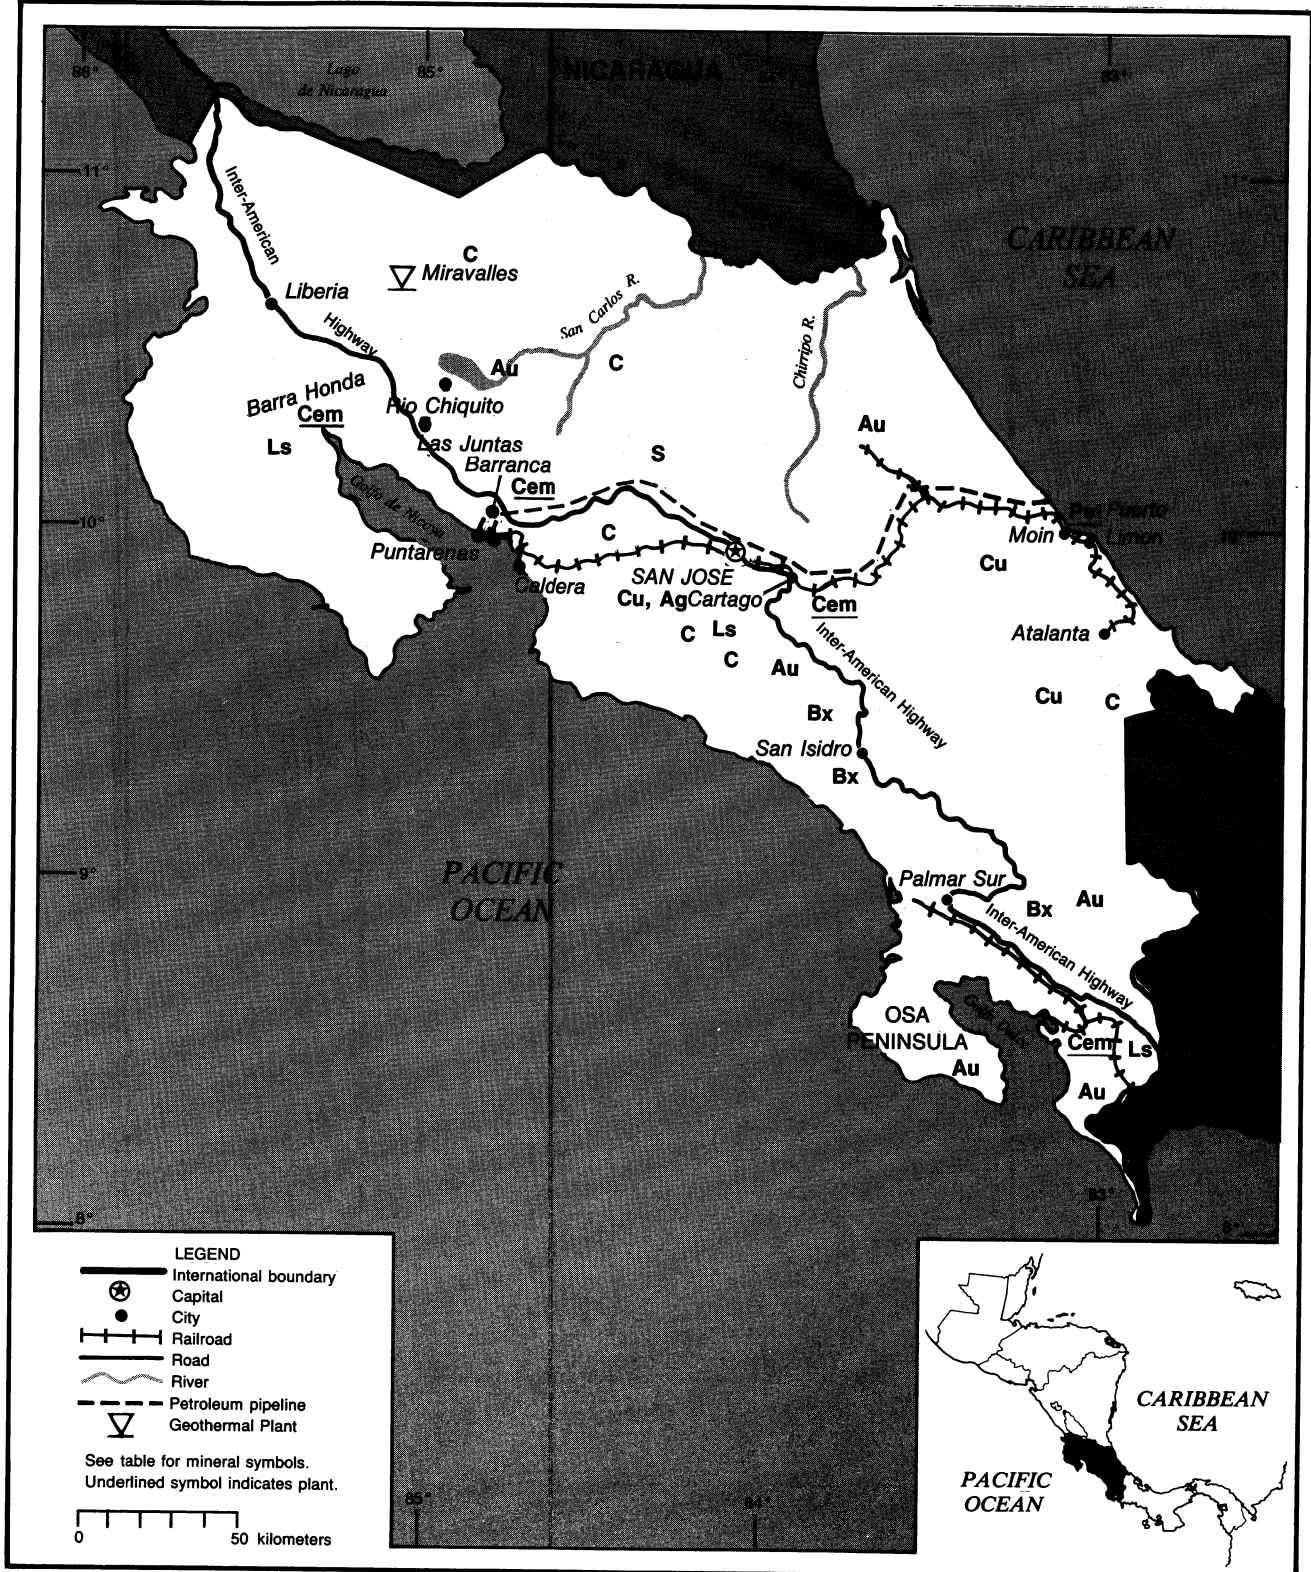 86°
Lago
de Nicaragua
85°
NICARAGUA
83°
11°
11°
Inter-American
Highway
CARIBBEAN
SEA
C
Miravalles
Liberia
San Carlos R.
Chirripo R.
Au
C
Barra Honda
Cem
Rio Chiquito
Ls
Las Juntas
Au
Barranca
S
Cem
Golfo de Nicoya
10°
Pet Puerto
Limon
Moin
10°
Puntarenas
C
Cu
Caldera
SAN JOSÈ
Cu, Ag Cartago
Cem
C
Ls
Inter-American Highway
Atalanta
C
Au
Cu
C
Bx
San Isidro
Bx
PACIFIC
OCEAN
9°
Palmar Sur
Bx
Au
Inter-American Highway
OSA
PENINSULA
Golfo Dulce
Cem
Ls
Au
Au
83°
8°
8°
LEGEND
International boundary
Capital
City
Railroad
Road
River
Petroleum pipeline
Geothermal Plant
See table for mineral symbols.
Underlined symbol indicates plant.
0
50 kilometers
85°
84°
CARIBBEAN
SEA
PACIFIC
OCEAN